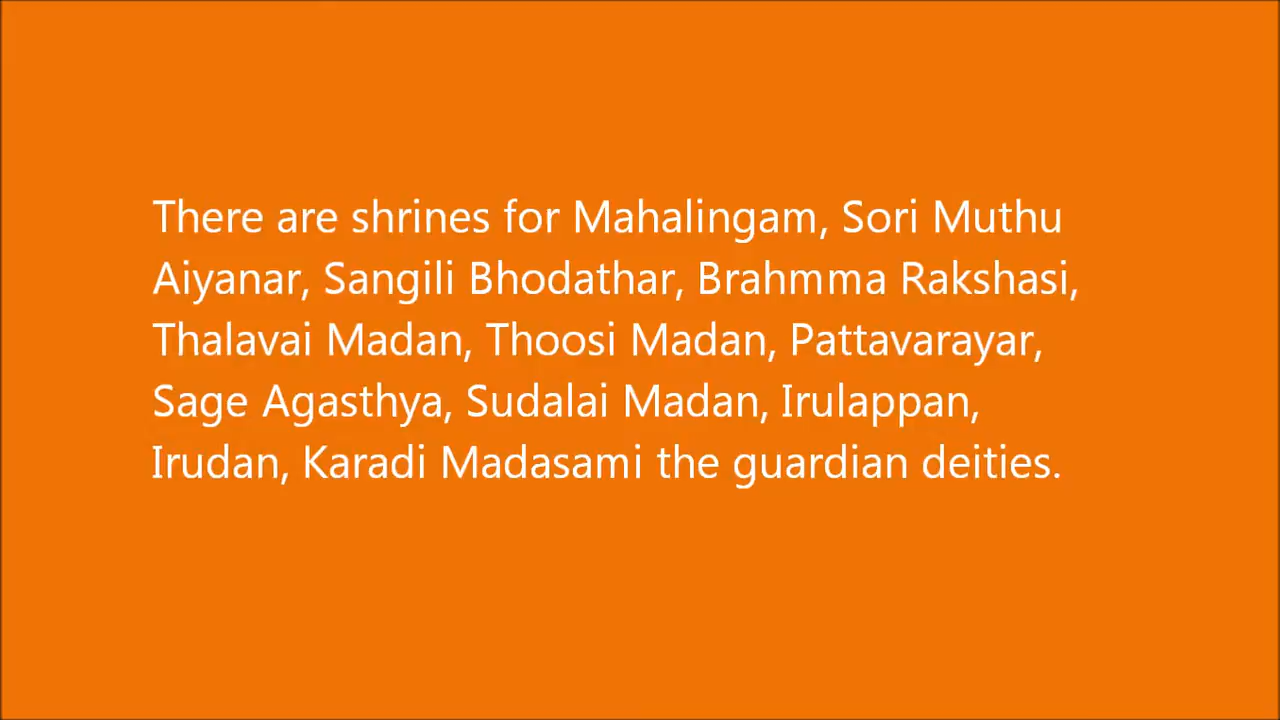 There are shrines for Mahalingam, Sori Muthu
Aiyanar, Sangili Bhodathar, Brahmma Rakshasi,
Thalavai Madan, Thoosi Madan, Pattavarayar,
Sage Agasthya, Sudalai Madan, Irulappan,
Irudan, Karadi Madasami the guardian deities.